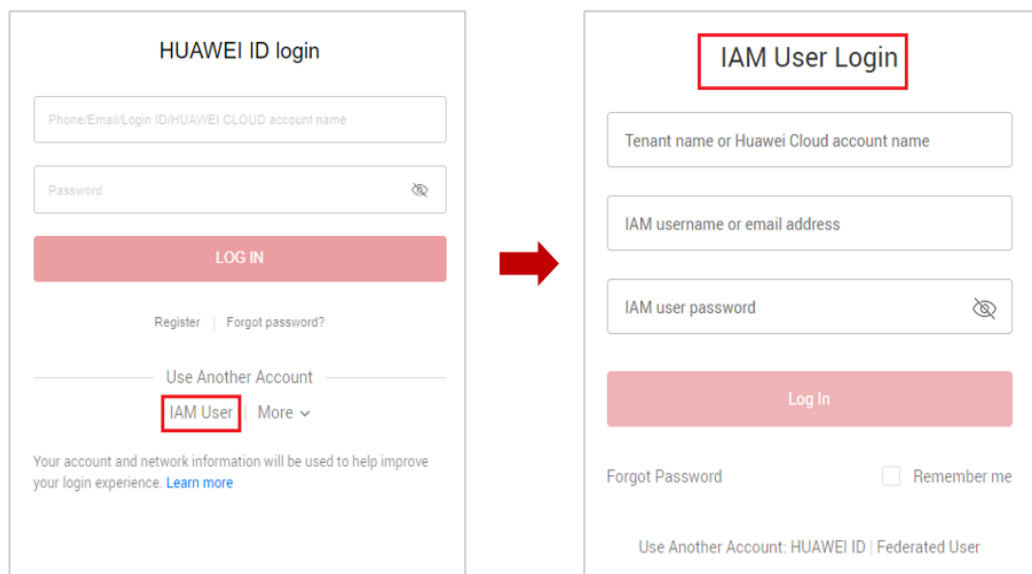 HUAWEI ID login
Phone/Email/Login ID/HUAWEI CLOUD account name
Password
LOG IN
Register | Forgot password?
Use Another Account
IAM User | More
Your account and network information will be used to help improve
your login experience. Learn more
IAM User Login
Tenant name or Huawei Cloud account name
IAM username or email address
IAM user password
Log In
Forgot Password
Remember me
Use Another Account: HUAWEI ID | Federated User